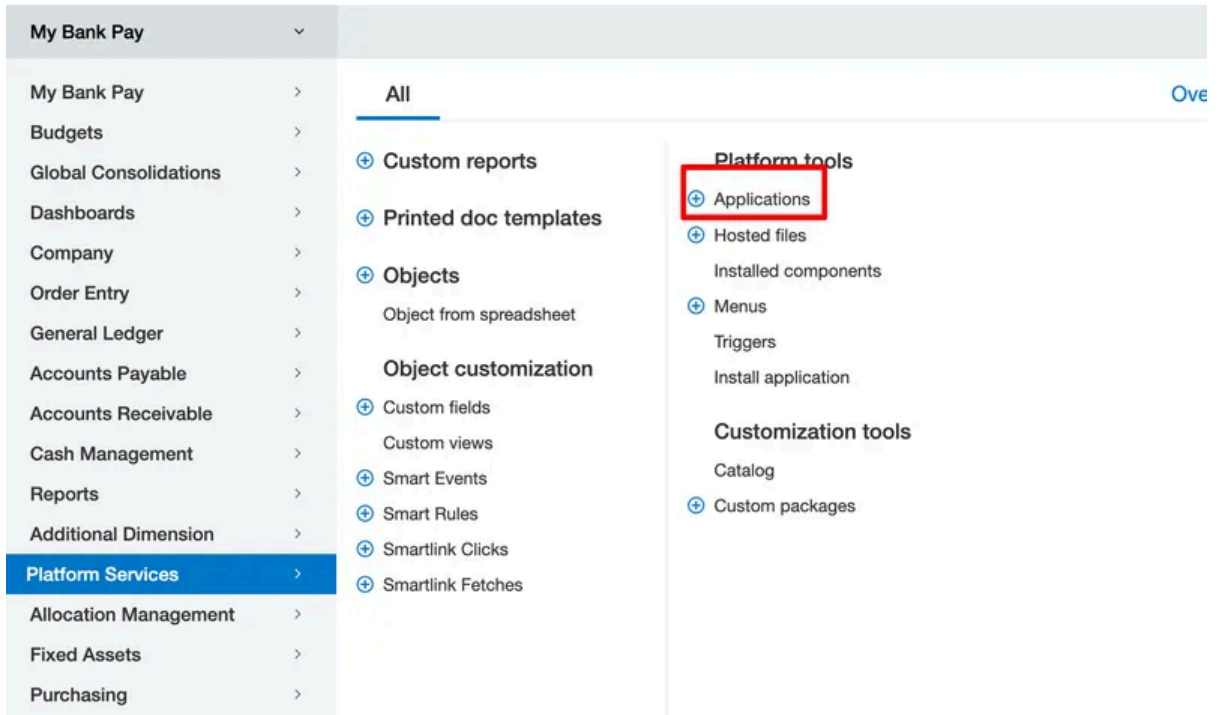 My Bank Pay
My Bank Pay
Budgets
Global Consolidations
Dashboards
Company
Order Entry
General Ledger
Accounts Payable
Accounts Receivable
Cash Management
Reports
Additional Dimension
Platform Services
Allocation Management
Fixed Assets
Purchasing
All
Ove
Custom reports
Printed doc templates
Objects
Object from spreadsheet
Object customization
Custom fields
Custom views
Smart Events
Smart Rules
Smartlink Clicks
Smartlink Fetches
Platform tools
Applications
Hosted files
Installed components
Menus
Triggers
Install application
Customization tools
Catalog
Custom packages